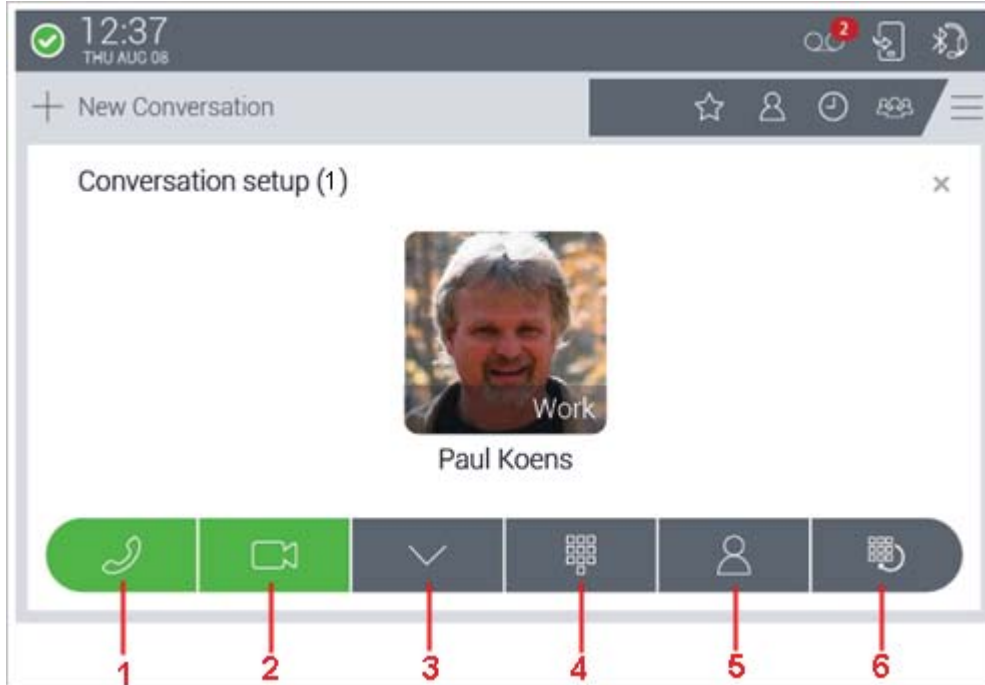 12:37
THU AUG 08
2
New Conversation
Conversation setup (1)
Work
Paul Koens
1 2 3 4 5 6